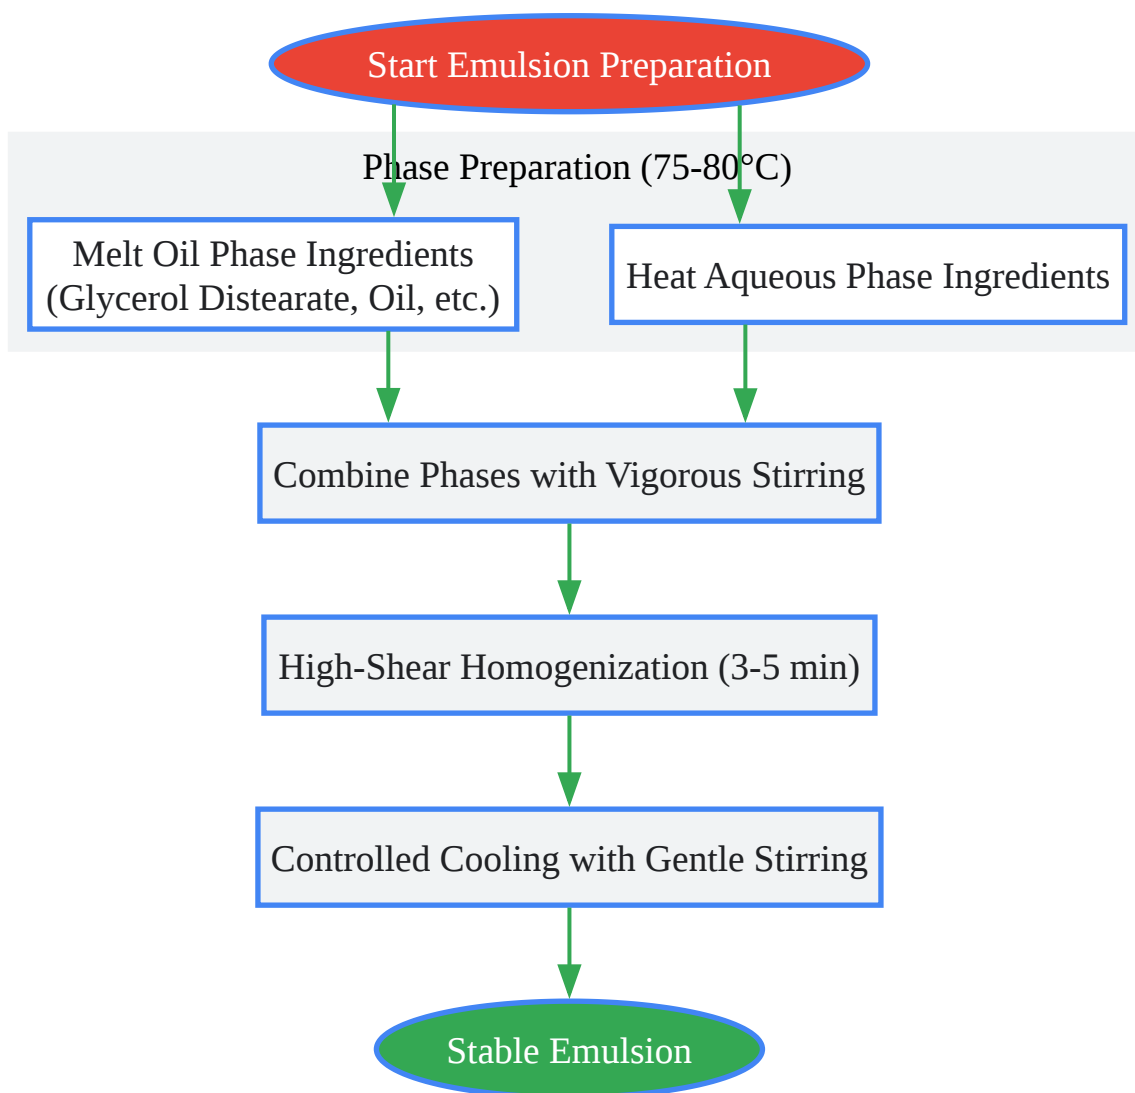 Start Emulsion Preparation
Phase Preparation (75-80°C)
Melt Oil Phase Ingredients
(Glycerol Distearate, Oil, etc.)
Heat Aqueous Phase Ingredients
Combine Phases with Vigorous Stirring
High-Shear Homogenization (3-5 min)
Controlled Cooling with Gentle Stirring
Stable Emulsion